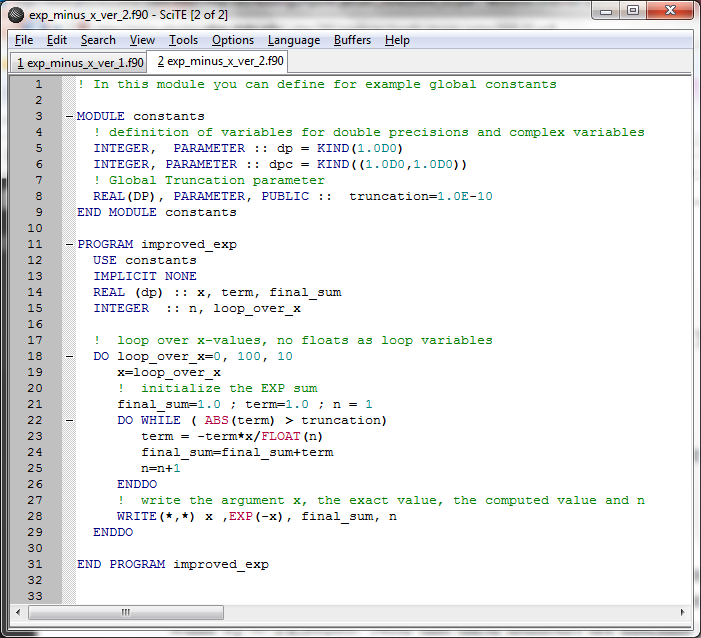 exp_minus_x_ver_2.f90 - SciTE [2 of 2]
File Edit Search View Tools Options Language Buffers Help
1 exp_minus_x_ver_1.f90 2 exp_minus_x_ver_2.f90
1 ! In this module you can define for example global constants
2
3 MODULE constants
4 ! definition of variables for double precisions and complex variables
5 INTEGER,  PARAMETER :: dp = KIND(1.0D0)
6 INTEGER, PARAMETER :: dpc = KIND((1.0D0,1.0D0))
7 ! Global Truncation parameter
8 REAL(DP), PARAMETER, PUBLIC ::  truncation=1.0E-10
9 END MODULE constants
10
11 PROGRAM improved_exp
12 USE constants
13 IMPLICIT NONE
14 REAL (dp) :: x, term, final_sum
15 INTEGER  :: n, loop_over_x
16
17 !  loop over x-values, no floats as loop variables
18 DO loop_over_x=0, 100, 10
19 x=loop_over_x
20 !  initialize the EXP sum
21 final_sum=1.0 ; term=1.0 ; n = 1
22 DO WHILE ( ABS(term) > truncation)
23 term = -term*x/FLOAT(n)
24 final_sum=final_sum+term
25 n=n+1
26 ENDDO
27 !  write the argument x, the exact value, the computed value and n
28 WRITE(*,*) x ,EXP(-x), final_sum, n
29 ENDDO
30
31 END PROGRAM improved_exp
32
33